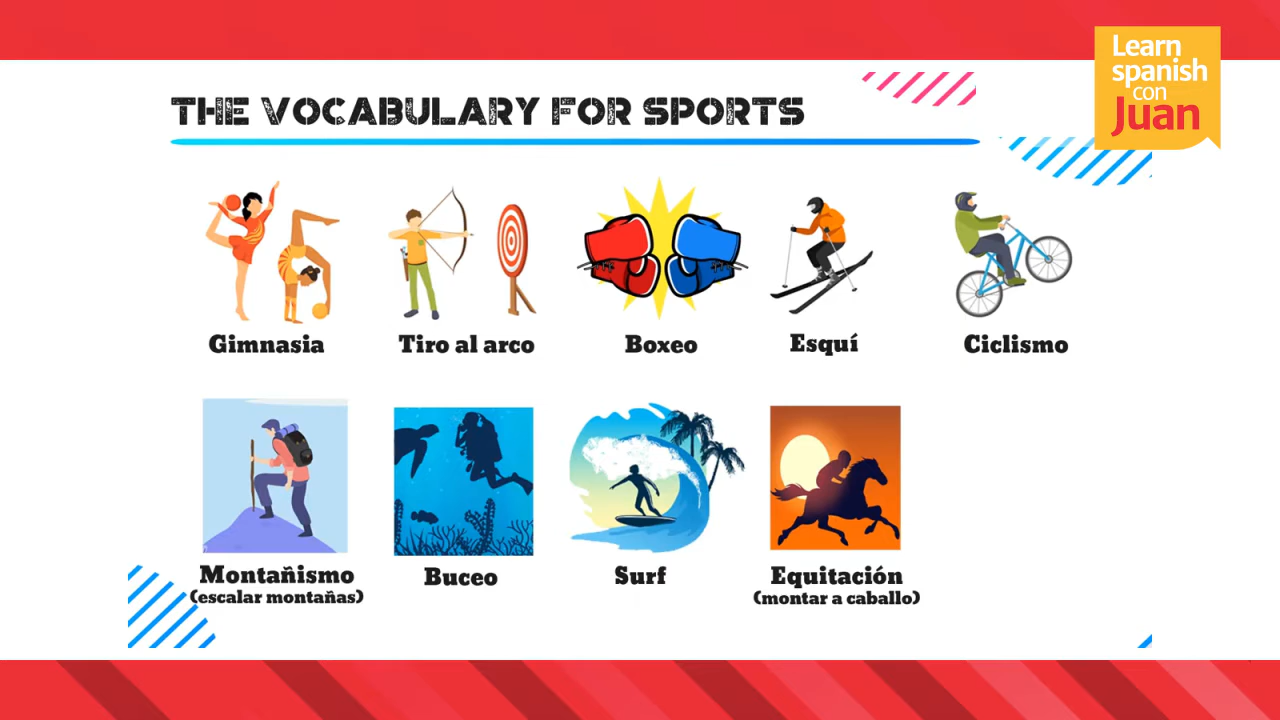 Learn
spanish
con
Juan
THE VOCABULARY FOR SPORTS
Gimnasia
Tiro al arco
Boxeo
Esquí
Ciclismo
Montañismo
(escalar montañas)
Buceo
Surf
Equitación
(montar a caballo)